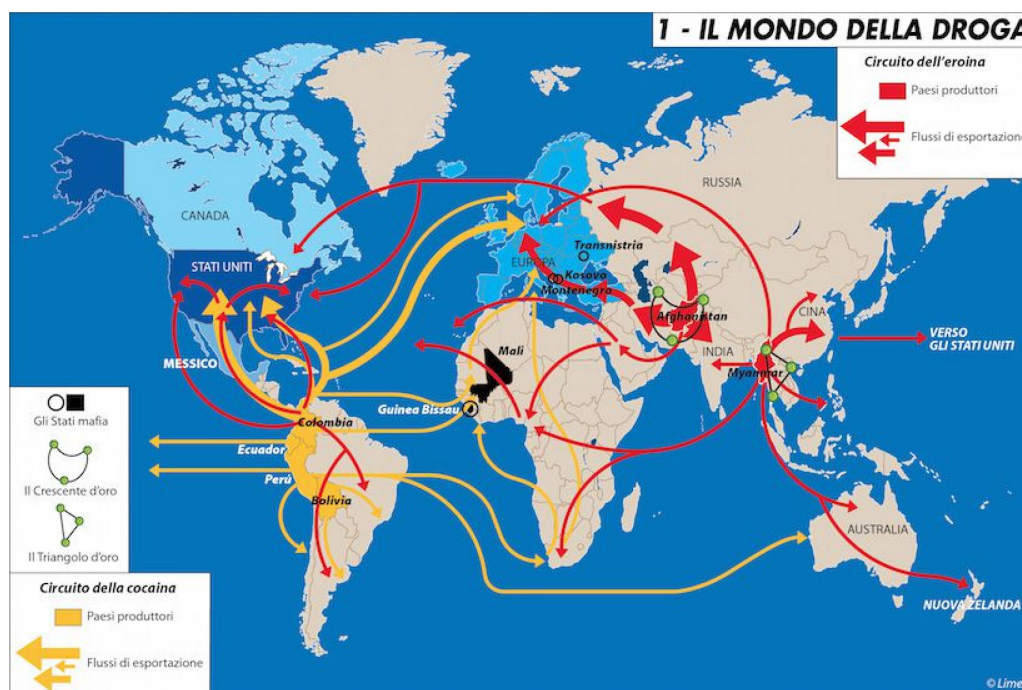 1 - IL MONDO DELLA DROGA
Circuito dell'eroina
Paesi produttori
Flussi di esportazione
RUSSIA
CANADA
Transnistria
STATI UNITI
EUROPA
Kosovo
Montenegro
Afghanistan
CINA
VERSO
GLI STATI UNITI
Mali
INDIA
Myanmar
MESSICO
Guinea Bissau
Gli Stati mafia
Colombia
Ecuador
Perú
Il Crescente d'oro
Bolivia
AUSTRALIA
Il Triangolo d'oro
Circuito della cocaina
NUOVA ZELANDA
Paesi produttori
Flussi di esportazione
© Limes